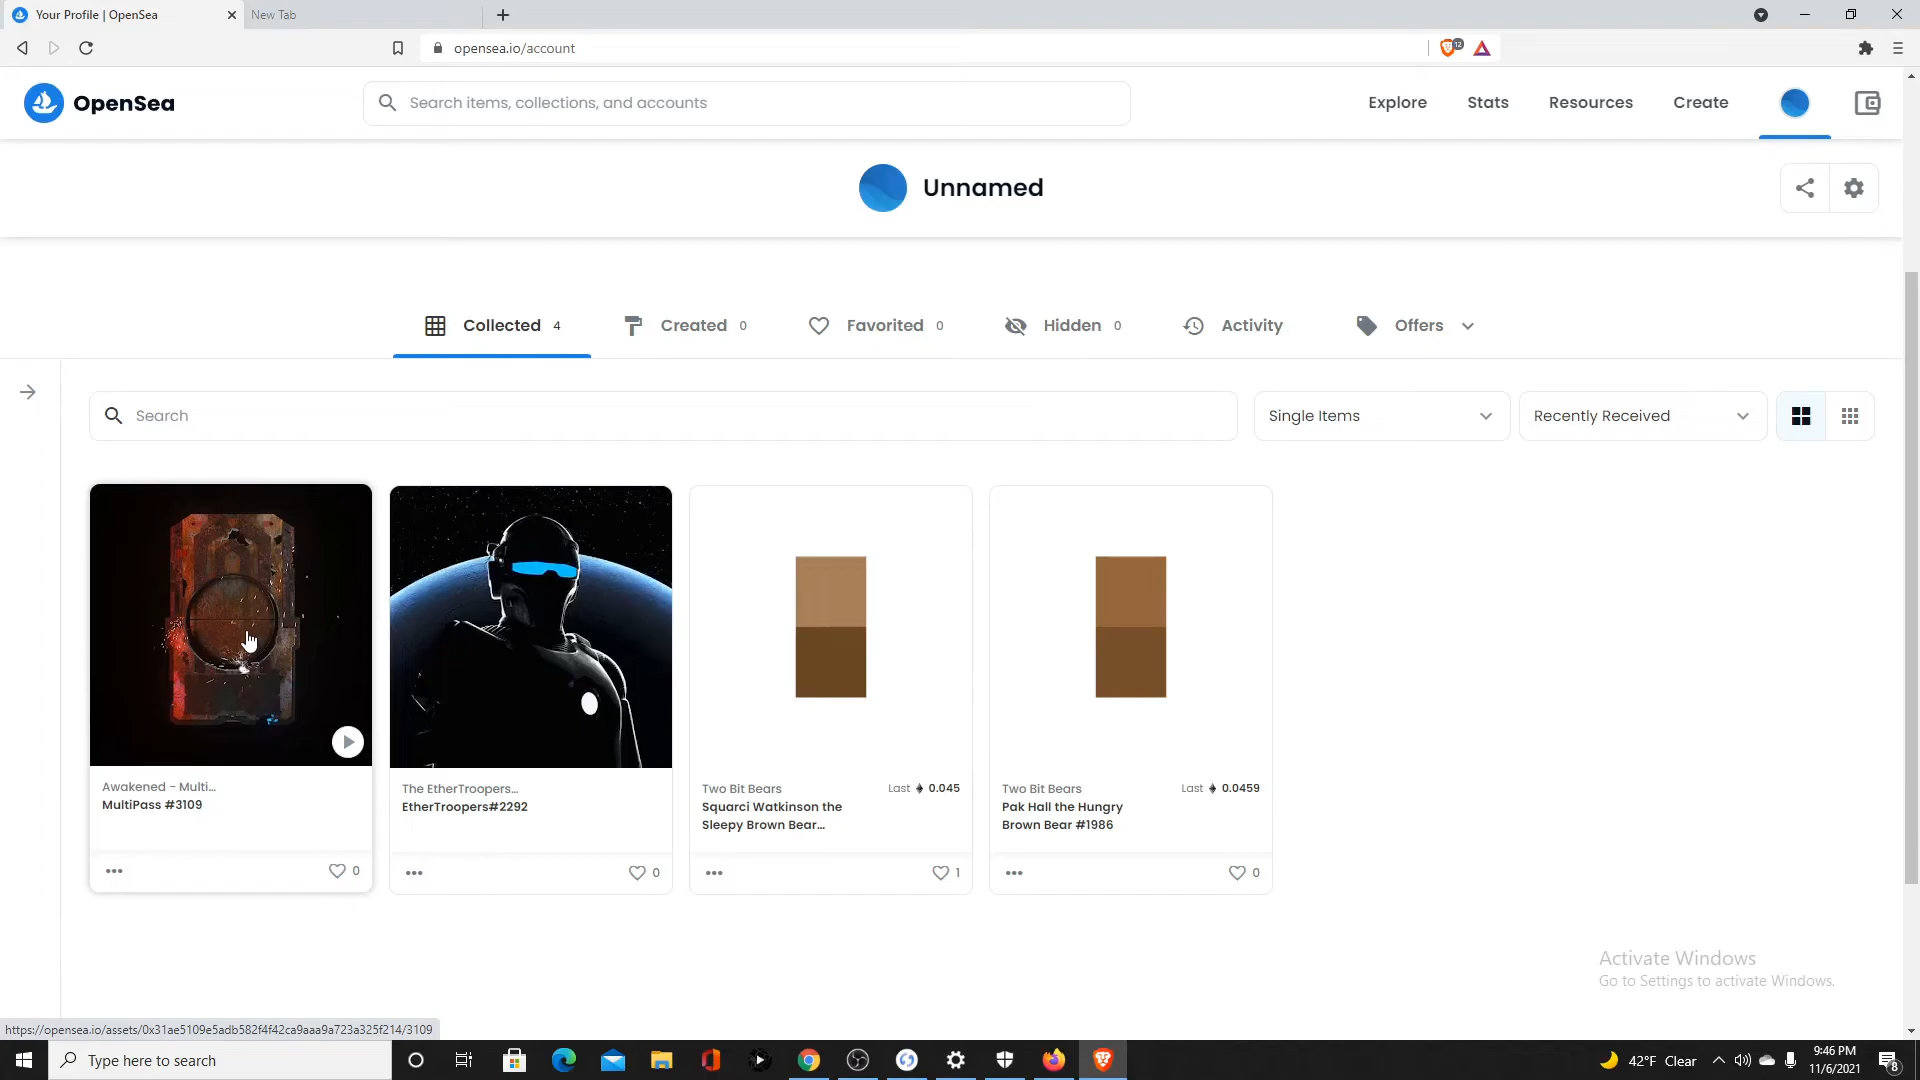 Your Profile | OpenSea
New Tab
opensea.io/account
12
OpenSea
Search items, collections, and accounts
Explore
Stats
Resources
Create
Unnamed
Collected 4
Created 0
Favorited 0
Hidden 0
Activity
Offers
Search
Single Items
Recently Received
Awakened - Multi...
MultiPass #3109
0
The EtherTroopers...
EtherTroopers#2292
0
Two Bit Bears
Last 0.045
Squarci Watkinson the
Sleepy Brown Bear...
1
Two Bit Bears
Last 0.0459
Pak Hall the Hungry
Brown Bear #1986
0
Activate Windows
Go to Settings to activate Windows.
https://opensea.io/assets/0x31ae5109e5adb582f4f42ca9aaa9a723a325f214/3109
Type here to search
42°F Clear
9:46 PM
11/6/2021
8